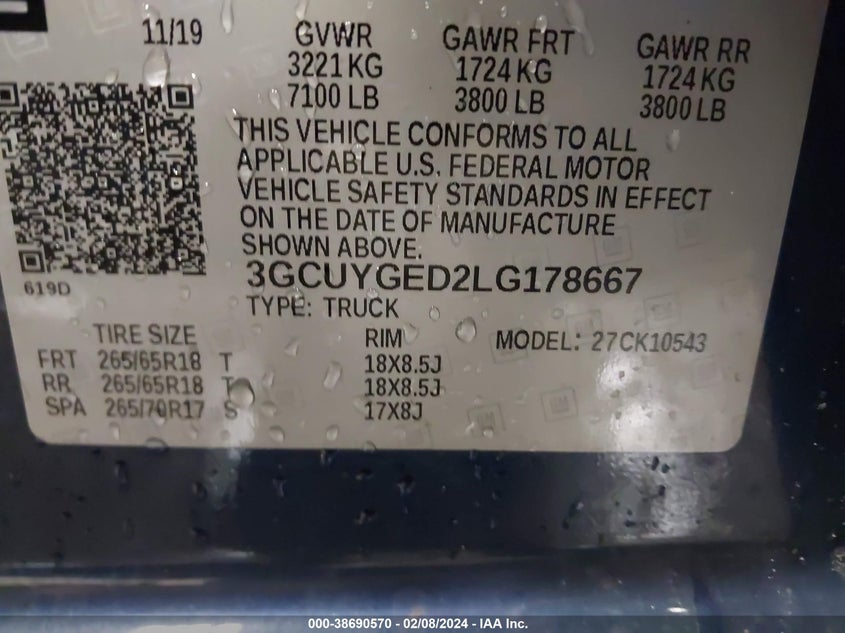 11/19 GVWR GAWR FRT GAWR RR
3221 KG 1724 KG 1724 KG
7100 LB 3800 LB 3800 LB
THIS VEHICLE CONFORMS TO ALL
APPLICABLE U.S. FEDERAL MOTOR
VEHICLE SAFETY STANDARDS IN EFFECT
ON THE DATE OF MANUFACTURE
SHOWN ABOVE.
3GCUYGED2LG178667
619D
TYPE: TRUCK
TIRE SIZE RIM MODEL: 27CK10543
FRT 265/65R18 T 18X8.5J
RR 265/65R18 T 18X8.5J
SPA 265/70R17 S 17X8J
000-38690570 - 02/08/2024 - IAA Inc.